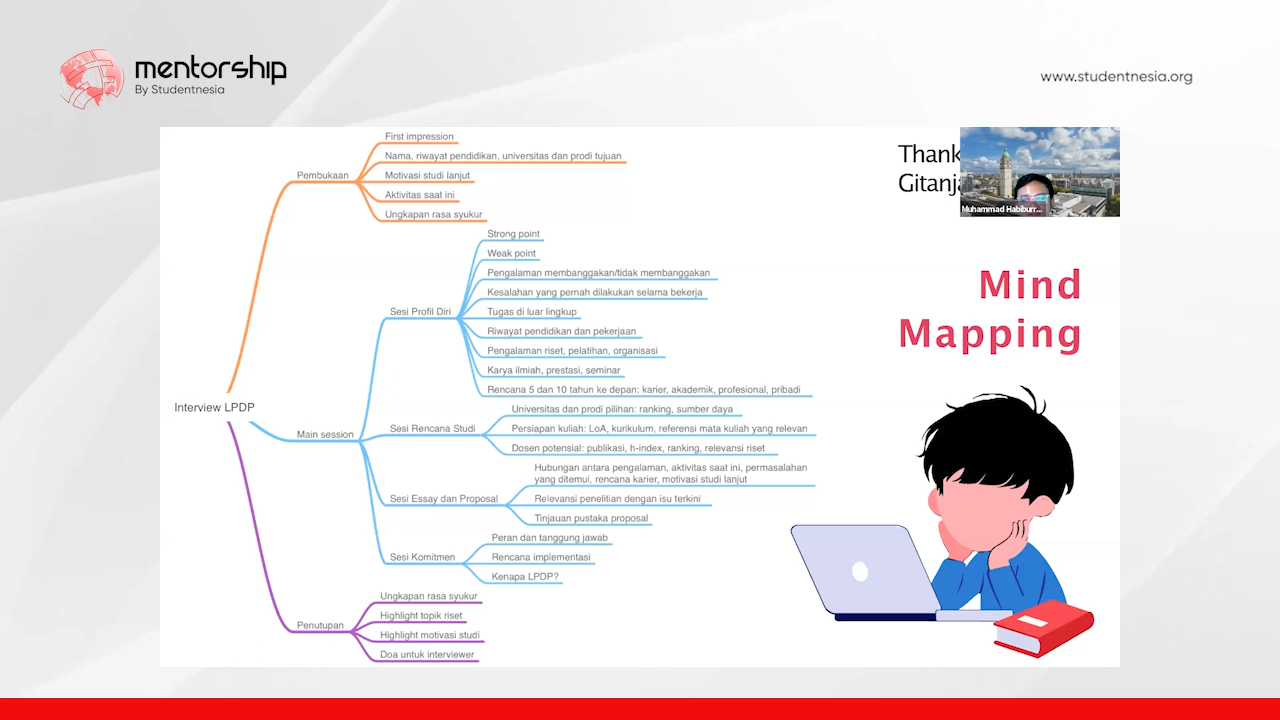 mentorship
By Studentnesia
www.studentnesia.org
Thank
Gitanja
Muhammad Habiburr...
Mind
Mapping
Interview LPDP
Pembukaan
First impression
Nama, riwayat pendidikan, universitas dan prodi tujuan
Motivasi studi lanjut
Aktivitas saat ini
Ungkapan rasa syukur
Main session
Sesi Profil Diri
Strong point
Weak point
Pengalaman membanggakan/tidak membanggakan
Kesalahan yang pernah dilakukan selama bekerja
Tugas di luar lingkup
Riwayat pendidikan dan pekerjaan
Pengalaman riset, pelatihan, organisasi
Karya ilmiah, prestasi, seminar
Rencana 5 dan 10 tahun ke depan: karier, akademik, profesional, pribadi
Sesi Rencana Studi
Universitas dan prodi pilihan: ranking, sumber daya
Persiapan kuliah: LoA, kurikulum, referensi mata kuliah yang relevan
Dosen potensial: publikasi, h-index, ranking, relevansi riset
Sesi Essay dan Proposal
Hubungan antara pengalaman, aktivitas saat ini, permasalahan
yang ditemui, rencana karier, motivasi studi lanjut
Relevansi penelitian dengan isu terkini
Tinjauan pustaka proposal
Sesi Komitmen
Peran dan tanggung jawab
Rencana implementasi
Kenapa LPDP?
Penutupan
Ungkapan rasa syukur
Highlight topik riset
Highlight motivasi studi
Doa untuk interviewer